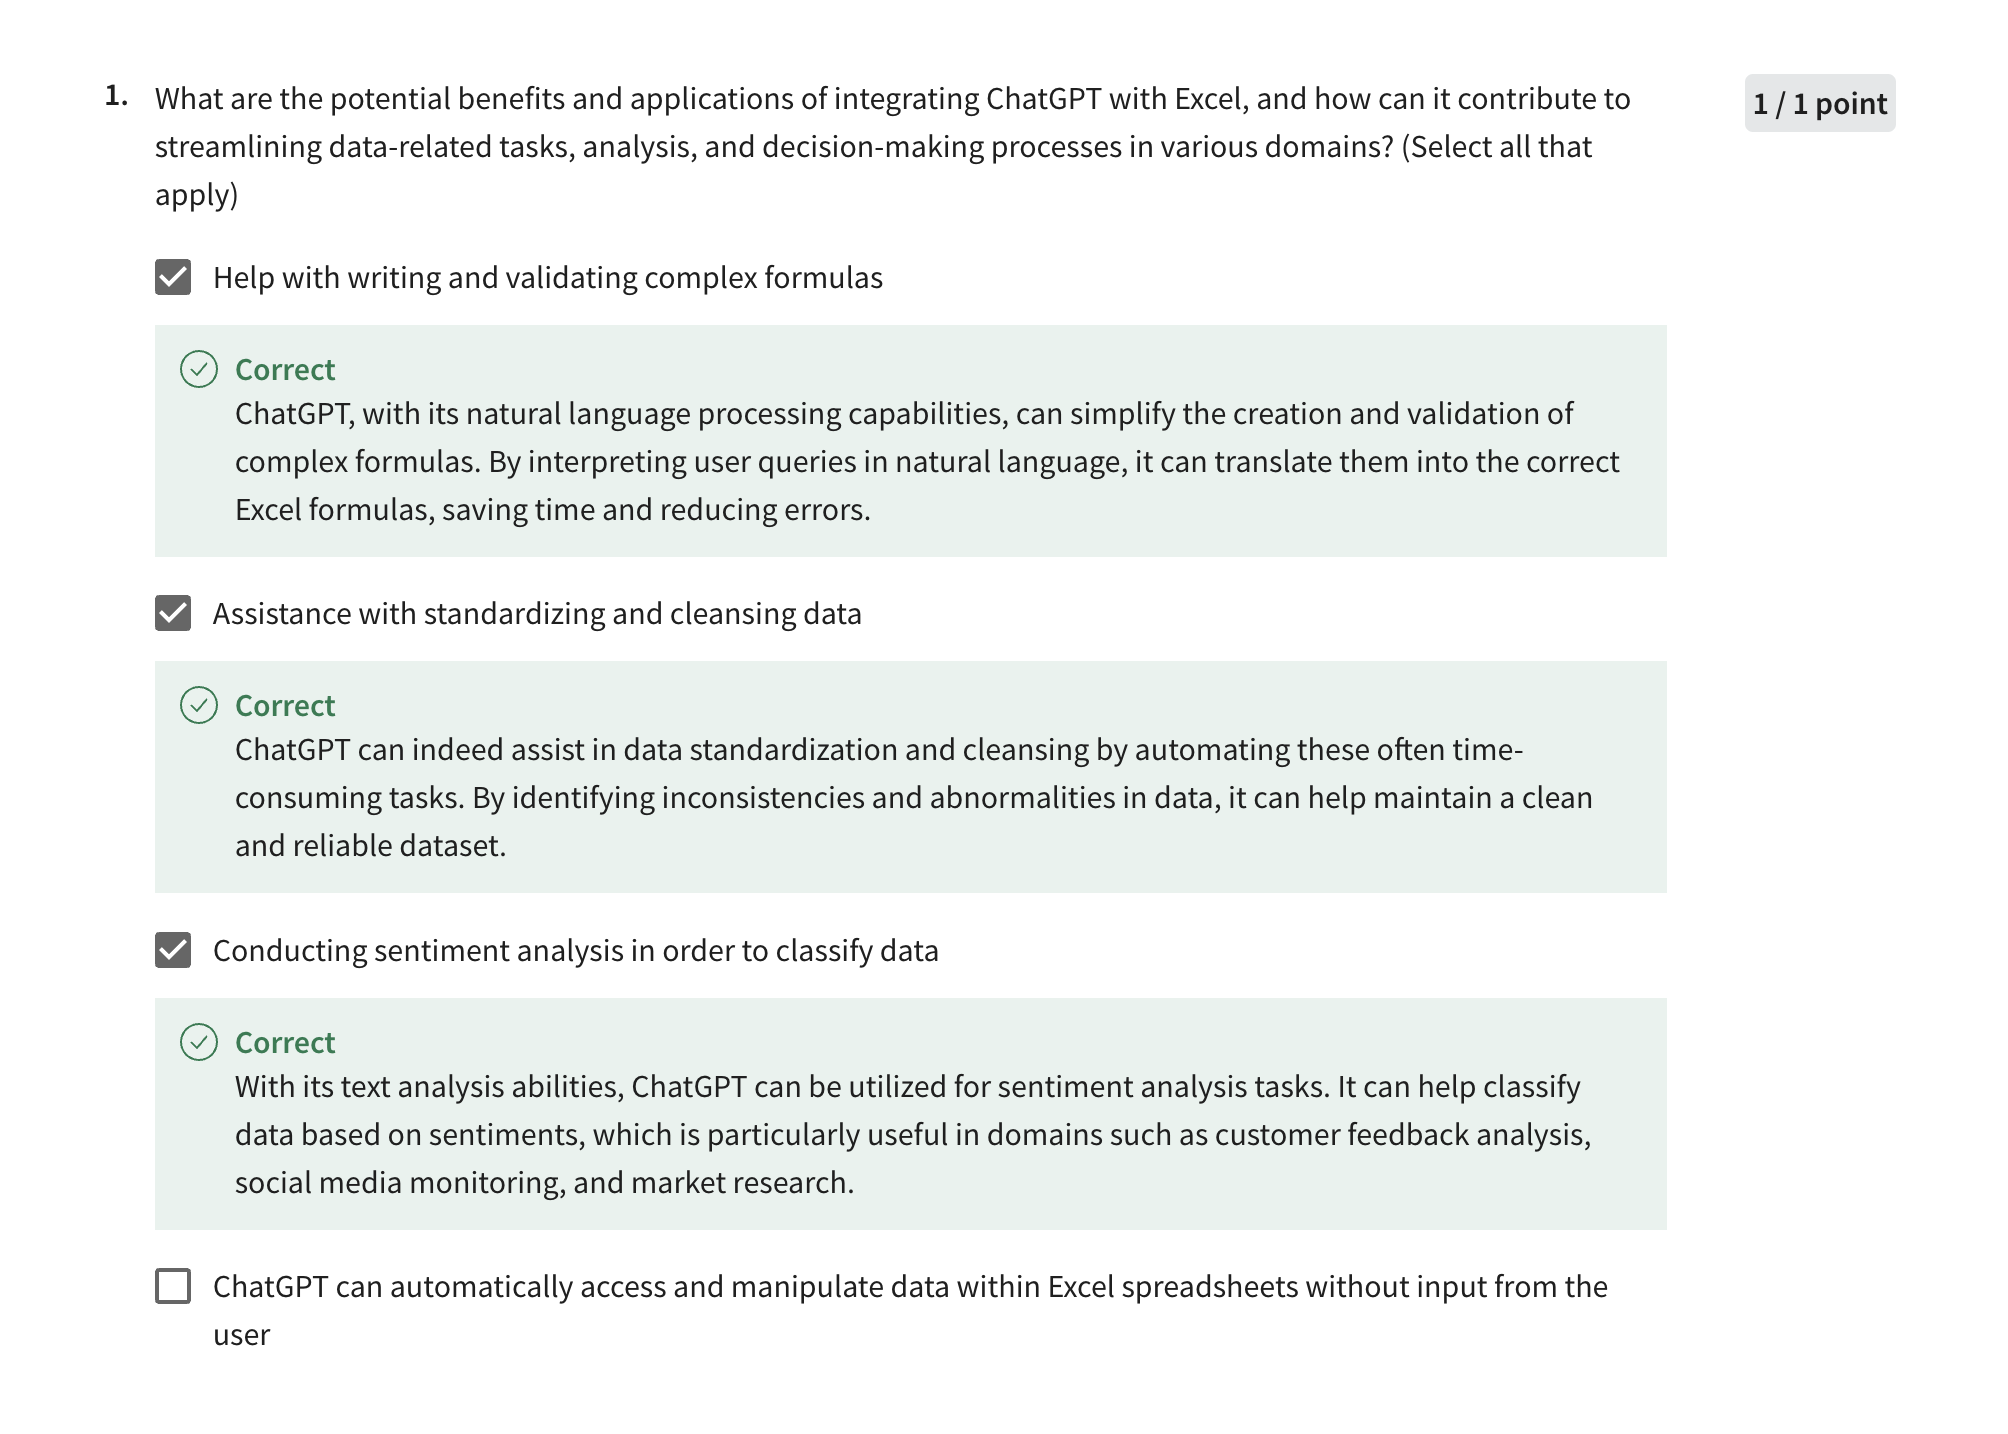 1. What are the potential benefits and applications of integrating ChatGPT with Excel, and how can it contribute to
streamlining data-related tasks, analysis, and decision-making processes in various domains? (Select all that
apply)
1 / 1 point
Help with writing and validating complex formulas
Correct
ChatGPT, with its natural language processing capabilities, can simplify the creation and validation of
complex formulas. By interpreting user queries in natural language, it can translate them into the correct
Excel formulas, saving time and reducing errors.
Assistance with standardizing and cleansing data
Correct
ChatGPT can indeed assist in data standardization and cleansing by automating these often time-
consuming tasks. By identifying inconsistencies and abnormalities in data, it can help maintain a clean
and reliable dataset.
Conducting sentiment analysis in order to classify data
Correct
With its text analysis abilities, ChatGPT can be utilized for sentiment analysis tasks. It can help classify
data based on sentiments, which is particularly useful in domains such as customer feedback analysis,
social media monitoring, and market research.
ChatGPT can automatically access and manipulate data within Excel spreadsheets without input from the
user